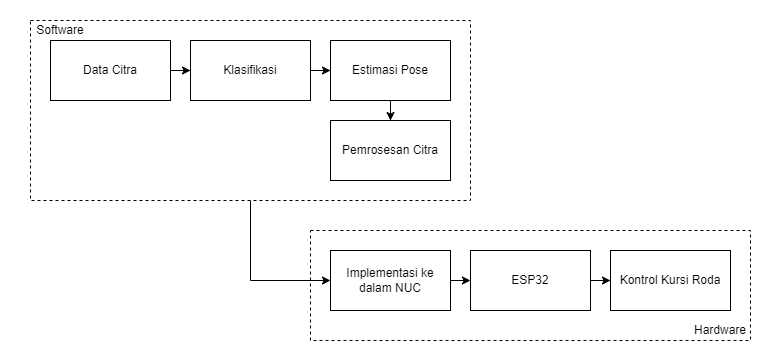 Software
Data Citra
Klasifikasi
Estimasi Pose
Pemrosesan Citra
Implementasi ke
dalam NUC
ESP32
Kontrol Kursi Roda
Hardware